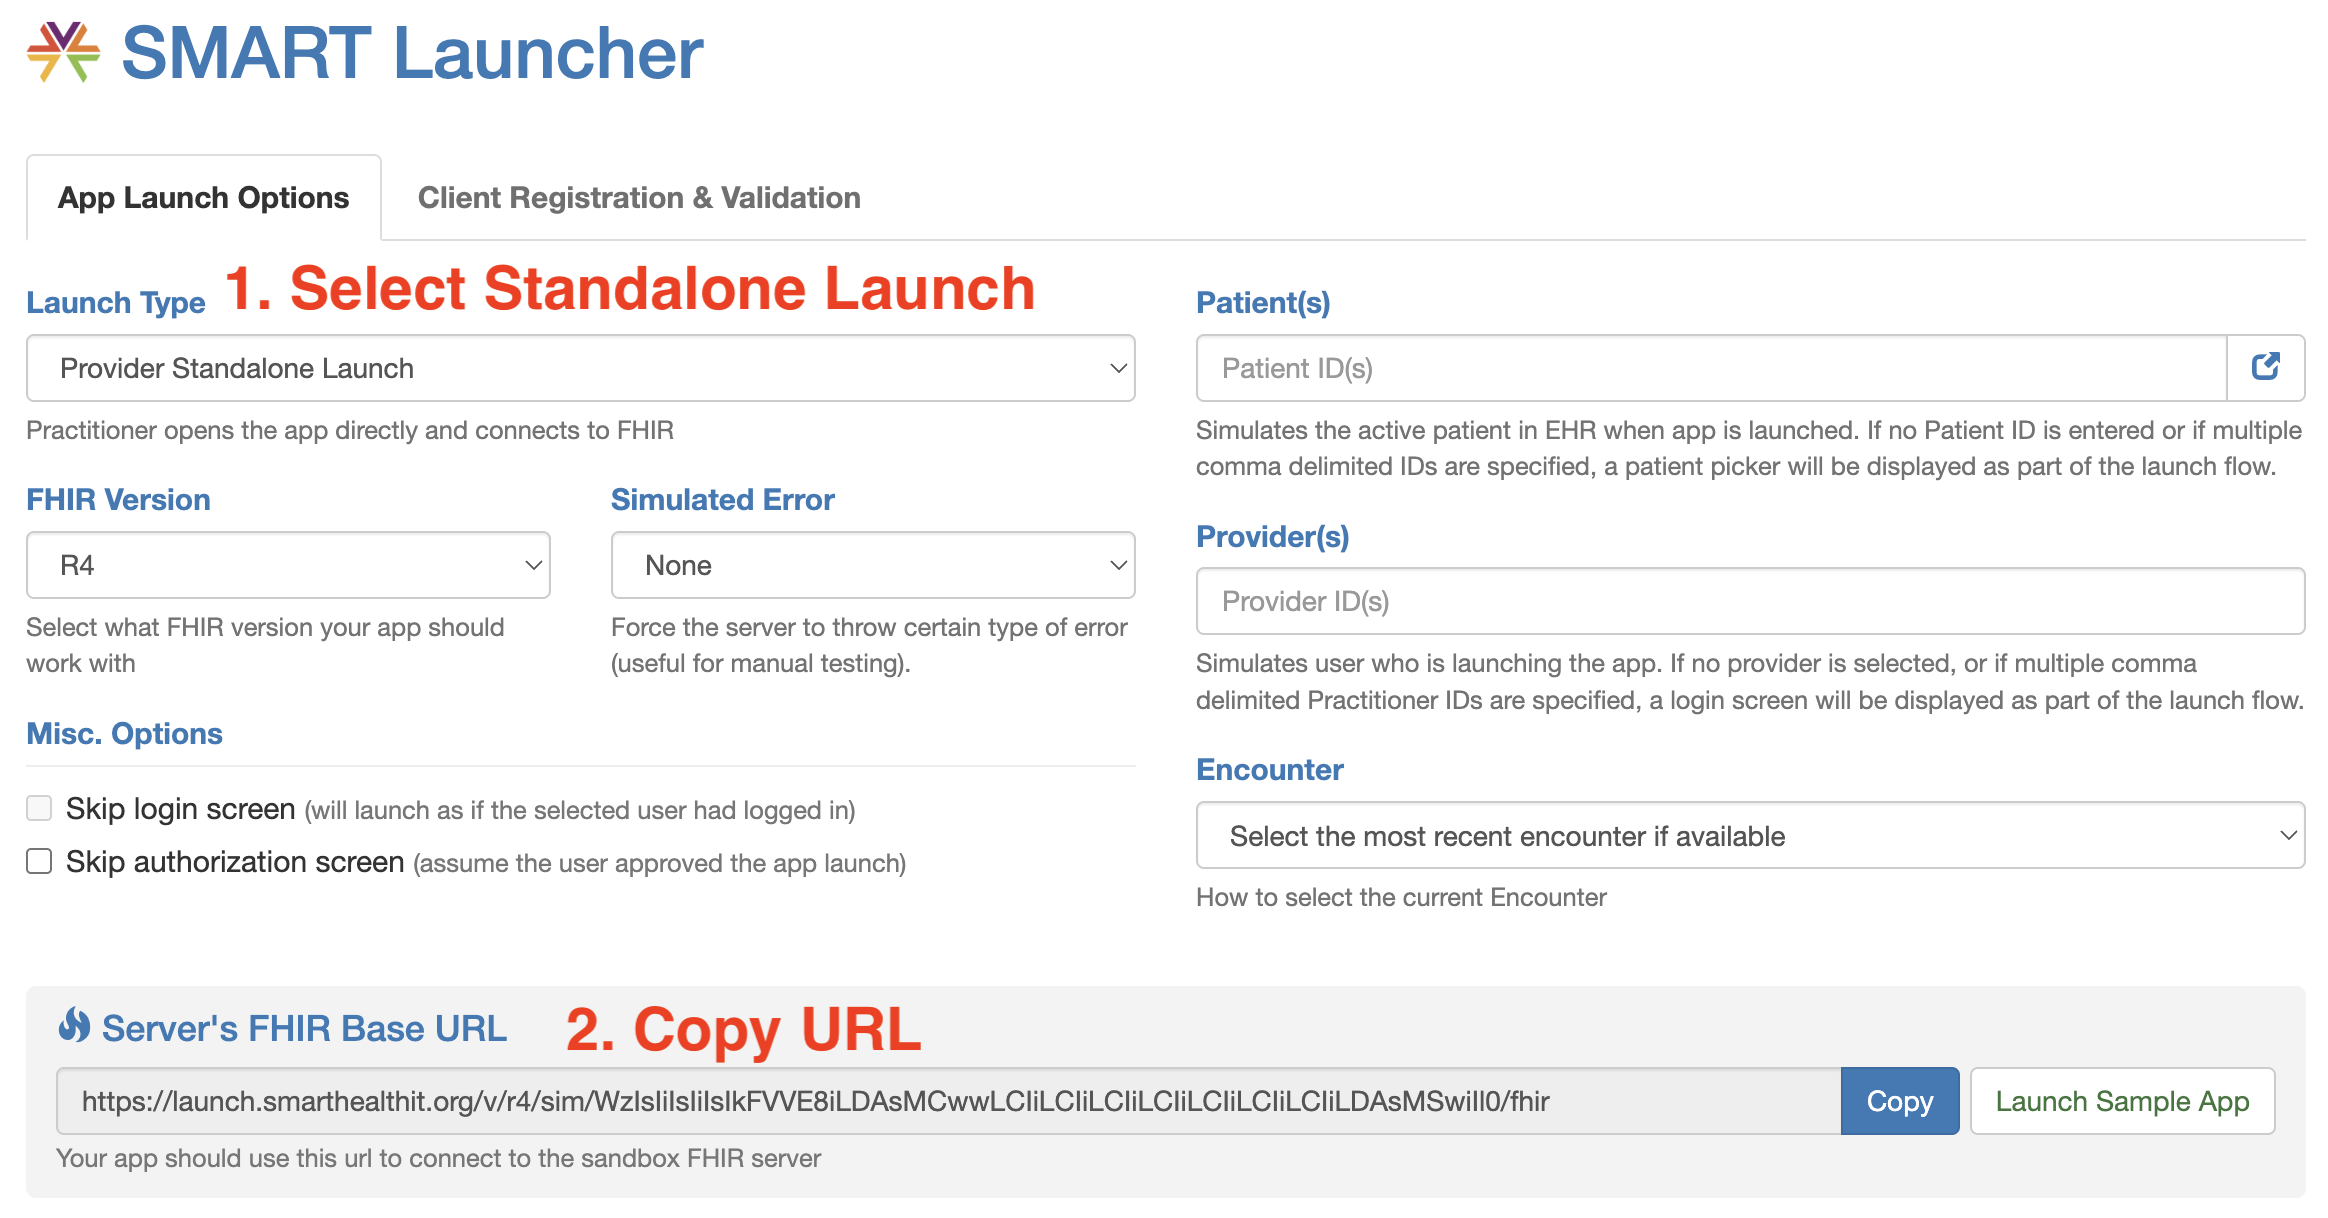 SMART Launcher
App Launch Options
Client Registration & Validation
Launch Type
1. Select Standalone Launch
Provider Standalone Launch
Practitioner opens the app directly and connects to FHIR
FHIR Version
R4
Select what FHIR version your app should
work with
Simulated Error
None
Force the server to throw certain type of error
(useful for manual testing).
Misc. Options
Skip login screen (will launch as if the selected user had logged in)
Skip authorization screen (assume the user approved the app launch)
Patient(s)
Patient ID(s)
Simulates the active patient in EHR when app is launched. If no Patient ID is entered or if multiple
comma delimited IDs are specified, a patient picker will be displayed as part of the launch flow.
Provider(s)
Provider ID(s)
Simulates user who is launching the app. If no provider is selected, or if multiple comma
delimited Practitioner IDs are specified, a login screen will be displayed as part of the launch flow.
Encounter
Select the most recent encounter if available
How to select the current Encounter
Server's FHIR Base URL
2. Copy URL
https://launch.smarthealthit.org/v/r4/sim/WzIsIiIsIiIsIkFVVE8iLDAsMCwwLCIiLCIiLCIiLCIiLCIiLCIiLCIiLDAsMSwiIl0/fhir
Copy
Launch Sample App
Your app should use this url to connect to the sandbox FHIR server